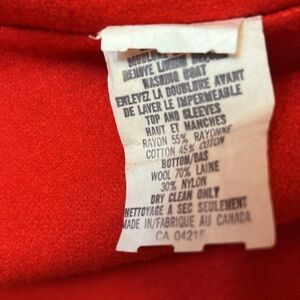 REMOVE LINING BEFORE
WASHING COAT
ENLEVEZ LA DOUBLURE AVANT
DE LAVER LE IMPERMEABLE
TOP AND SLEEVES
HAUT ET MANCHES
RAYON 55% RAYONNE
COTTON 45% COTON
BOTTOM/BAS
WOOL 70% LAINE
30% NYLON
DRY CLEAN ONLY
NETTOYAGE A SEC SEULEMENT
MADE IN/FABRIQUE AU CANADA
CA 04215